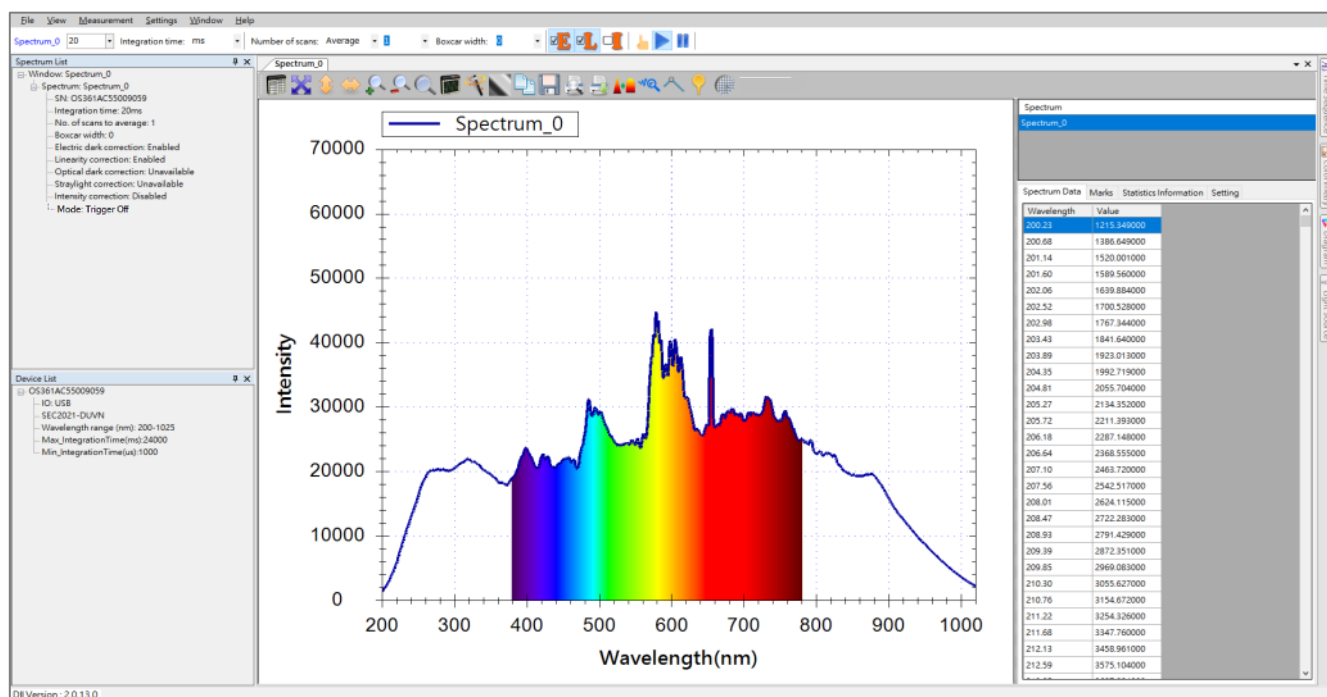 File View Measurement Settings Window Help
Spectrum_0 20 Integration time: ms Number of scans: Average 1 Boxcar width: 0
Spectrum List
Window: Spectrum_0
Spectrum: Spectrum_0
SN: OS361AC55009059
Integration time: 20ms
No. of scans to average: 1
Boxcar width: 0
Electric dark correction: Enabled
Linearity correction: Enabled
Optical dark correction: Unavailable
Straylight correction: Unavailable
Intensity correction: Disabled
Mode: Trigger Off
Device List
OS361AC55009059
IO: USB
SEC2021-DUVN
Wavelength range (nm): 200-1025
Max_IntegrationTime(ms):24000
Min_IntegrationTime(us):1000
Spectrum_0
Spectrum_0
70000
60000
50000
40000
30000
20000
10000
0
Intensity
200 300 400 500 600 700 800 900 1000
Wavelength(nm)
Spectrum
Spectrum_0
Spectrum Data Marks Statistics Information Setting
Wavelength Value
200.23 1215.349000
200.68 1386.649000
201.14 1520.001000
201.60 1589.560000
202.06 1639.884000
202.52 1700.528000
202.98 1767.344000
203.43 1841.640000
203.89 1923.013000
204.35 1992.719000
204.81 2055.704000
205.27 2134.352000
205.72 2211.393000
206.18 2287.148000
206.64 2368.555000
207.10 2463.720000
207.56 2542.517000
208.01 2624.115000
208.47 2722.283000
208.93 2791.429000
209.39 2872.351000
209.85 2969.083000
210.30 3055.627000
210.76 3154.672000
211.22 3254.326000
211.68 3347.760000
212.13 3458.961000
212.59 3575.104000
Dll Version : 2.0.13.0